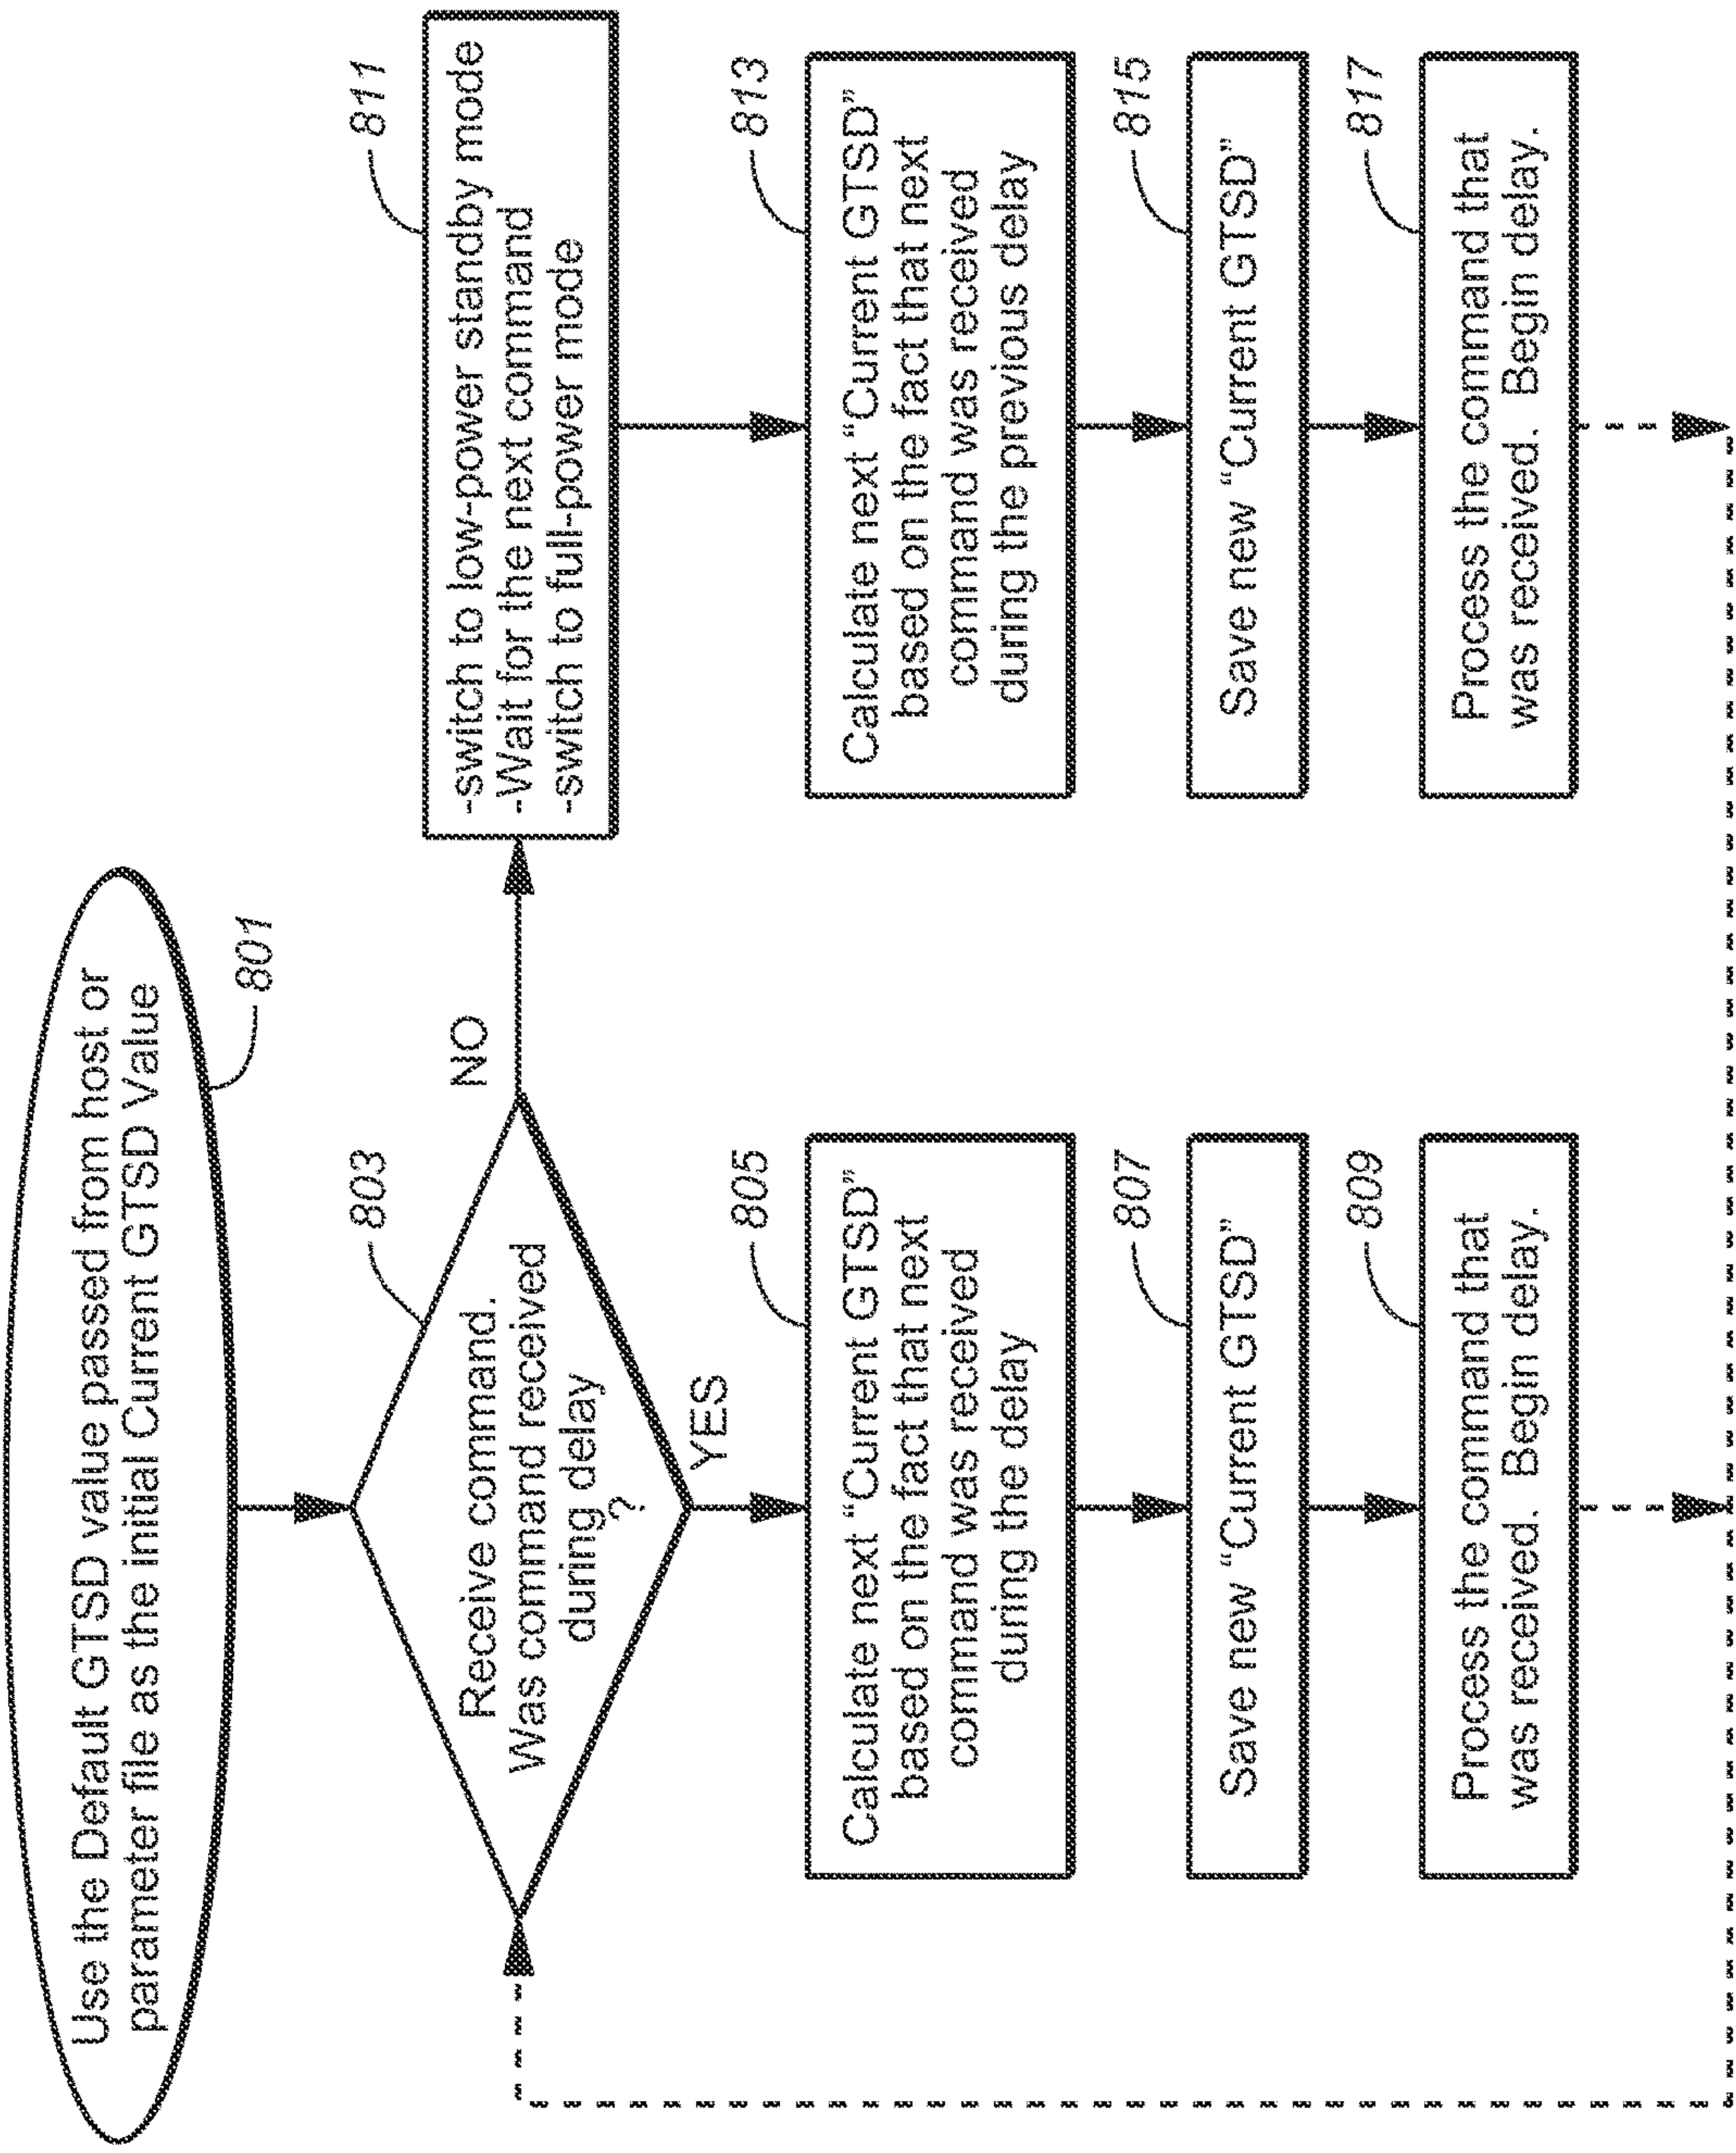 Use the Default GTSD value passed from host or
parameter file as the initial Current GTSD Value
801
Receive command.
Was command received
during delay
?
803
NO
YES
811
-switch to low-power standby mode
-Wait for the next command
-switch to full-power mode
805
Calculate next “Current GTSD”
based on the fact that next
command was received
during the delay
813
Calculate next “Current GTSD”
based on the fact that next
command was received
during the previous delay
807
Save new “Current GTSD”
815
Save new “Current GTSD”
809
Process the command that
was received. Begin delay.
817
Process the command that
was received. Begin delay.